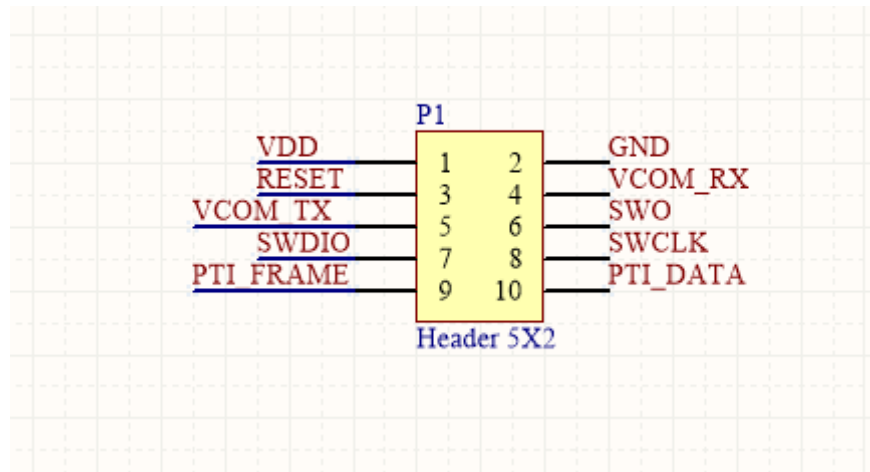 P1
VDD 1 2 GND
RESET 3 4 VCOM_RX
VCOM_TX 5 6 SWO
SWDIO 7 8 SWCLK
PTI_FRAME 9 10 PTI_DATA
Header 5X2